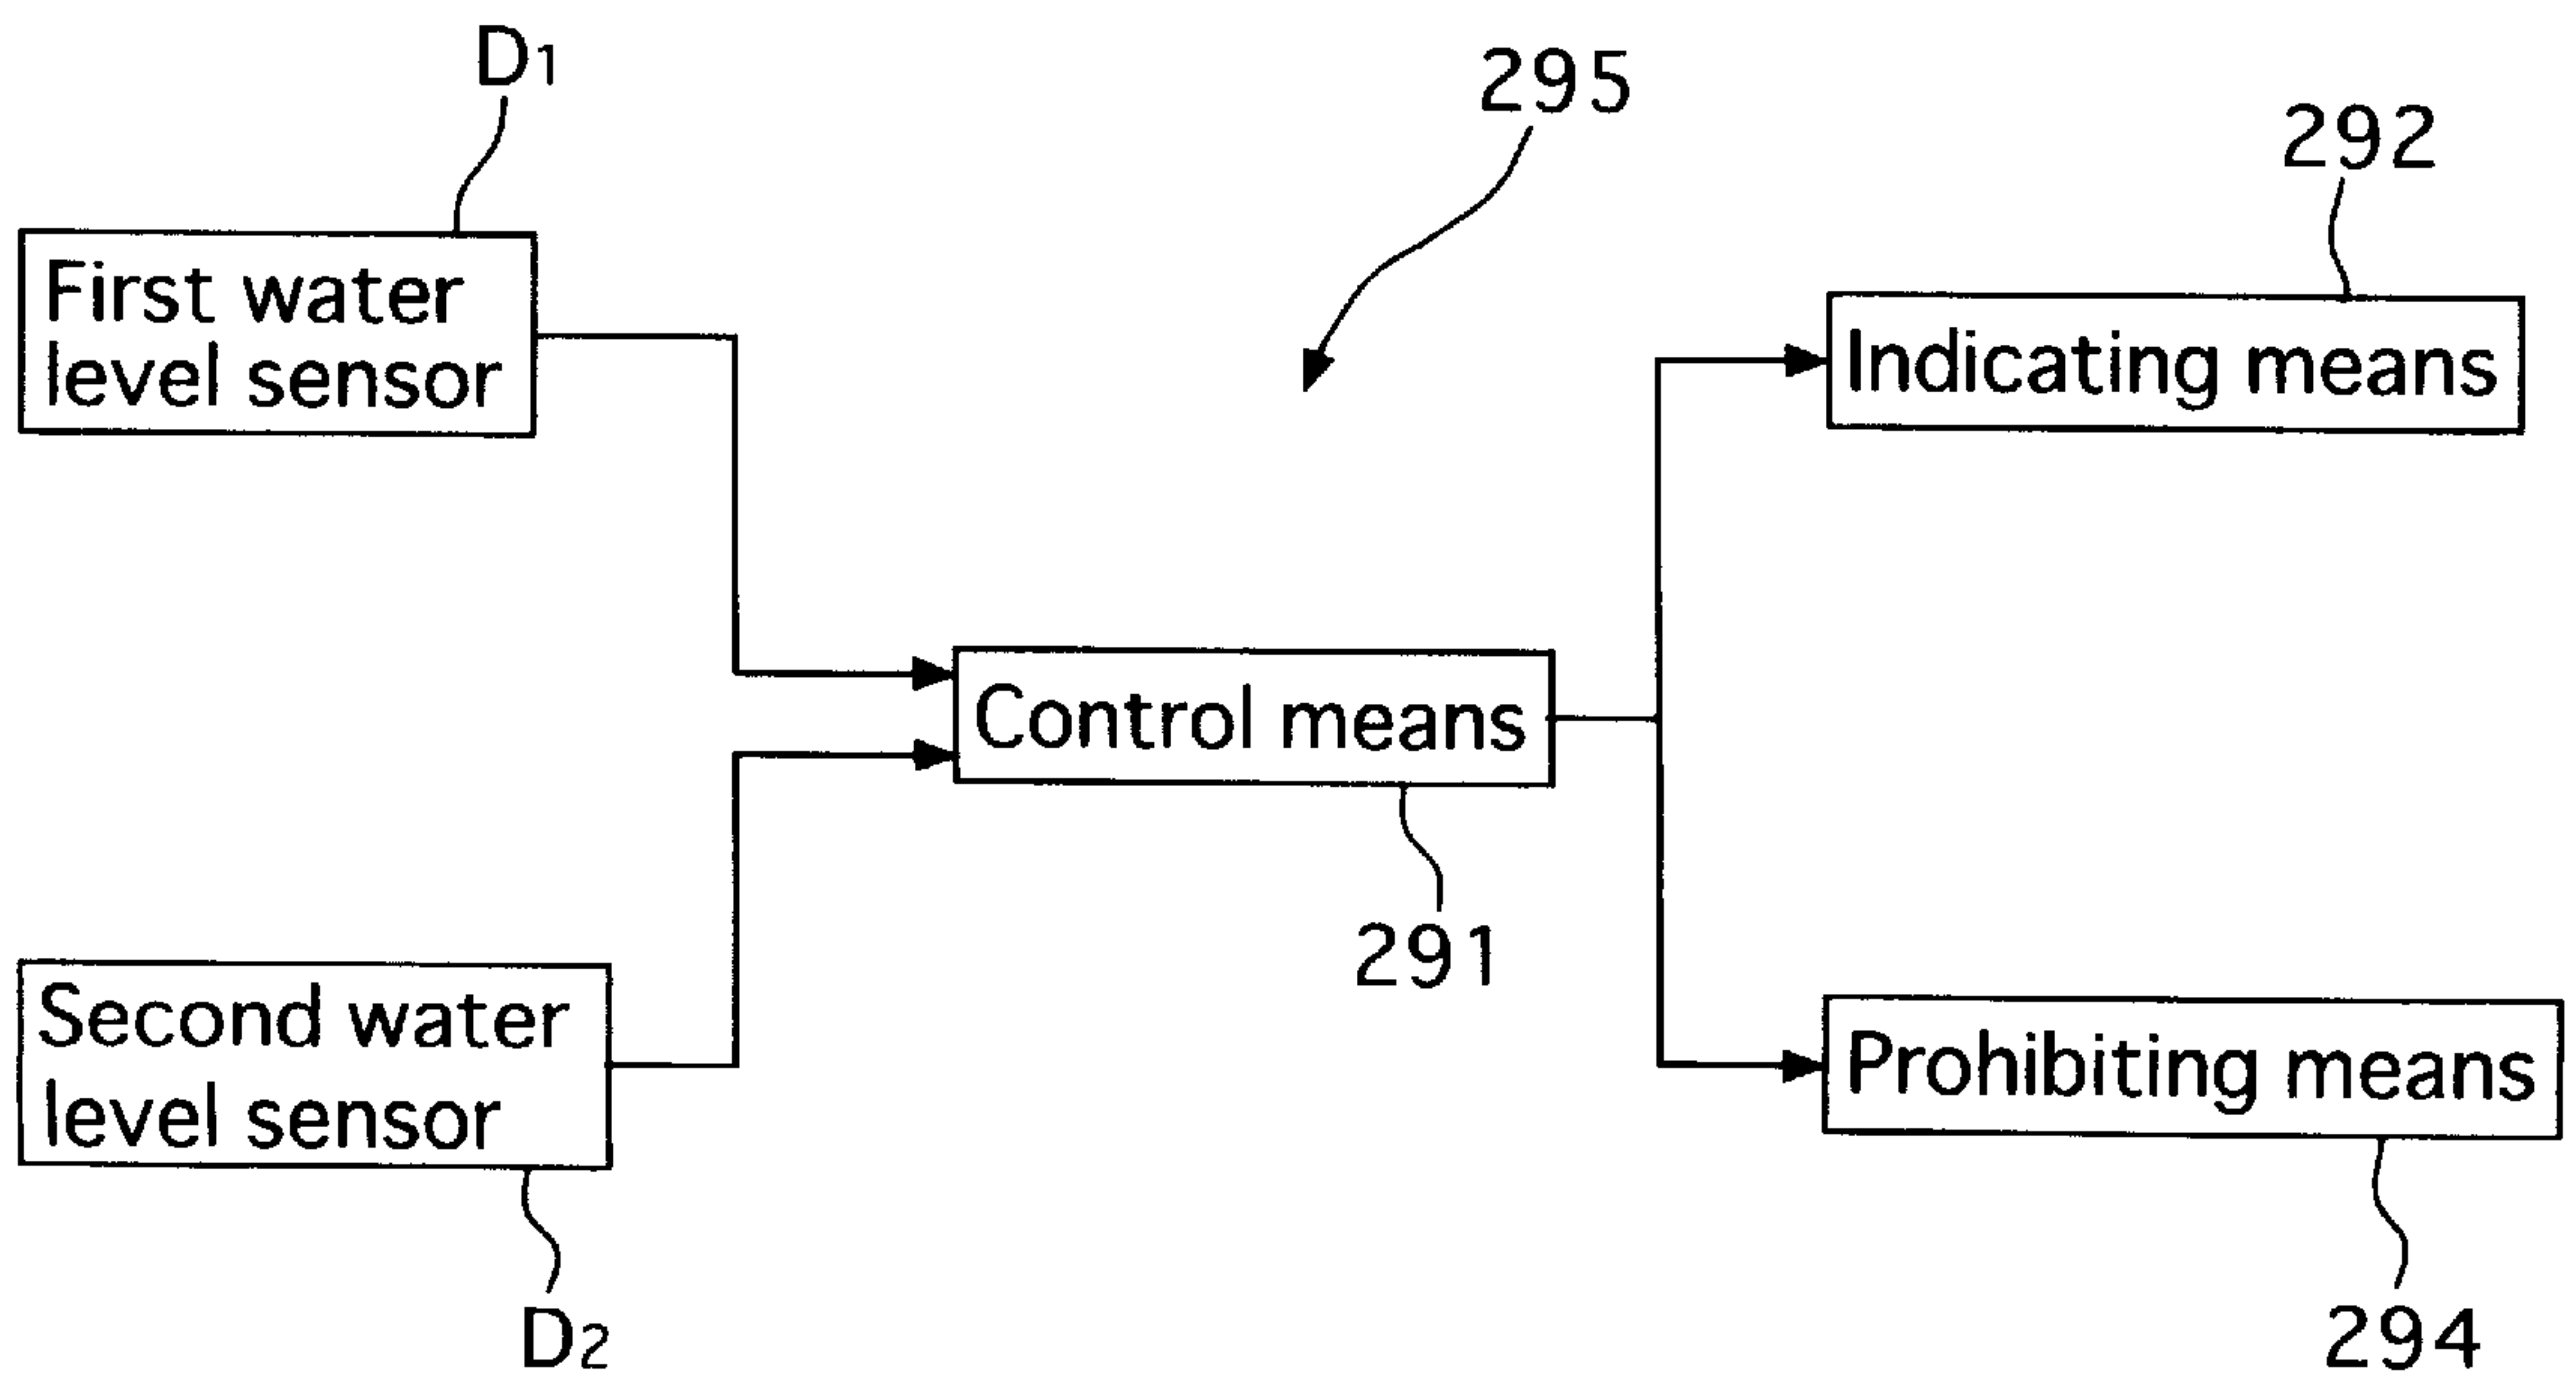 D1
295
292
First water
level sensor
Indicating means
Control means
291
Second water
level sensor
Prohibiting means
D2
294